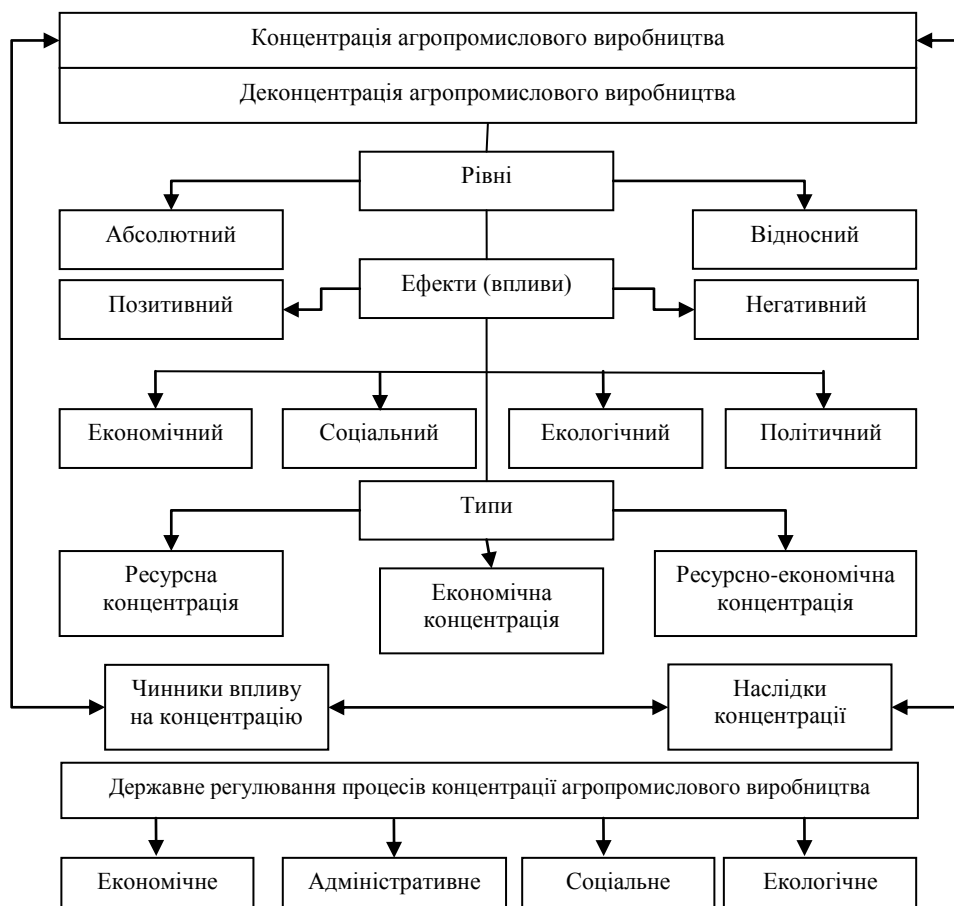 Концентрація агропромислового виробництва
Деконцентрація агропромислового виробництва
Рівні
Абсолютний
Відносний
Ефекти (впливи)
Позитивний
Негативний
Економічний
Соціальний
Екологічний
Політичний
Типи
Ресурсна
концентрація
Економічна
концентрація
Ресурсно-економічна
концентрація
Чинники впливу
на концентрацію
Наслідки
концентрації
Державне регулювання процесів концентрації агропромислового виробництва
Економічне
Адміністративне
Соціальне
Екологічне